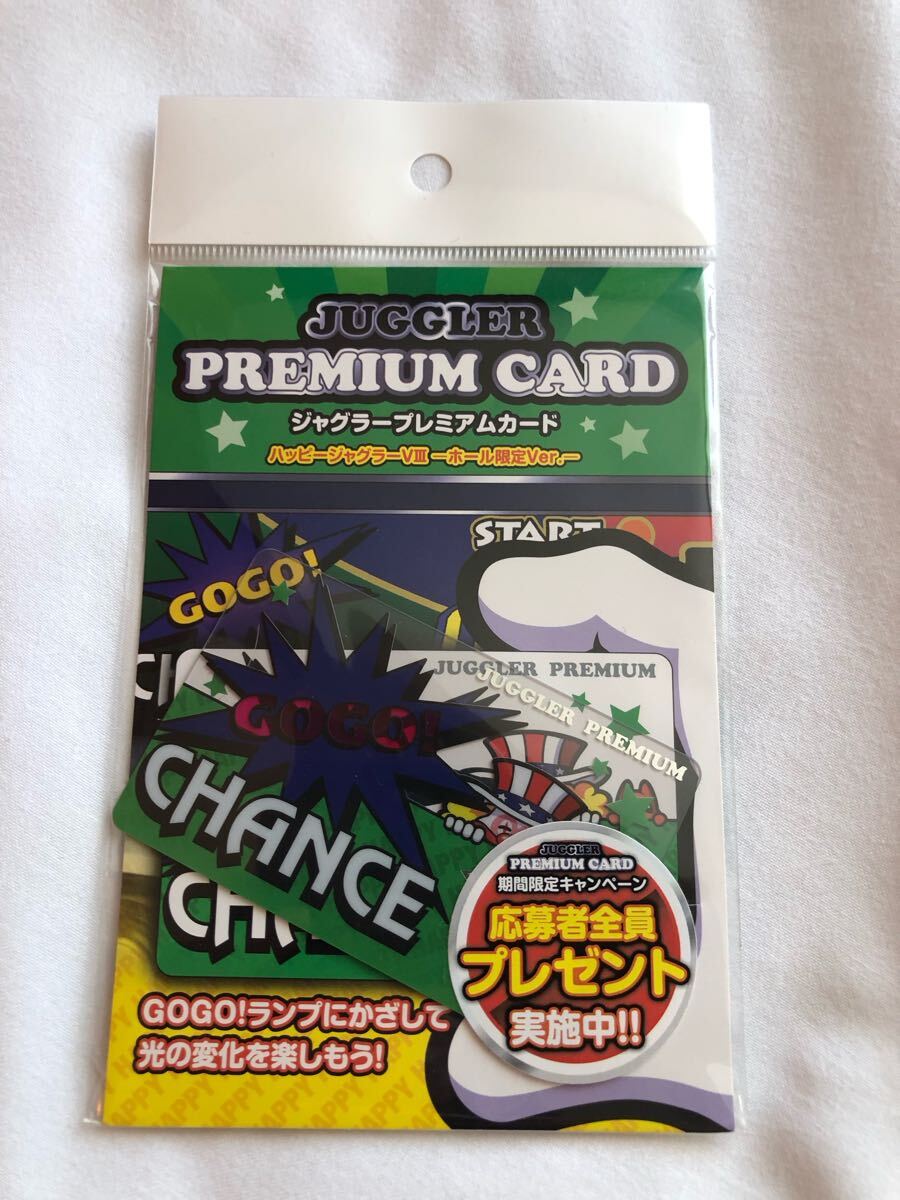 JUGGLER
PREMIUM CARD
ジャグラープレミアムカード
ハッピージャグラーVⅢ ーホール限定Ver.ー
START
GOGO!
JUGGLER PREMIUM
JUGGLER PREMIUM
GOGO!
CHANCE
JUGGLER
PREMIUM CARD
期間限定キャンペーン
応募者全員
プレゼント
実施中!!
GOGO!ランプにかざして
光の変化を楽しもう!